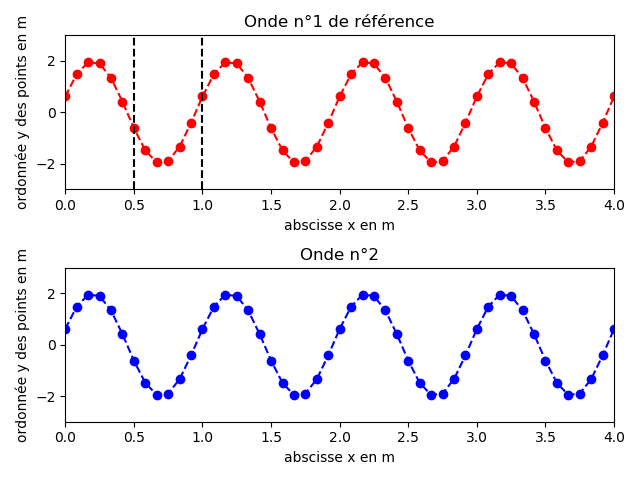 Onde n°1 de référence
ordonnée y des points en m
2
0
−2
0.0 0.5 1.0 1.5 2.0 2.5 3.0 3.5 4.0
abscisse x en m
Onde n°2
ordonnée y des points en m
2
0
−2
0.0 0.5 1.0 1.5 2.0 2.5 3.0 3.5 4.0
abscisse x en m